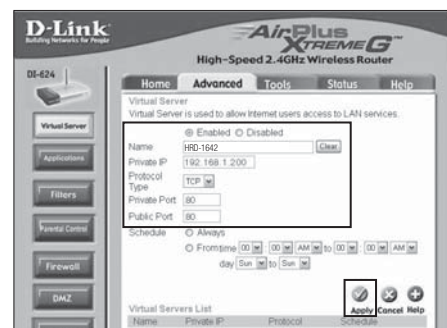 D-Link
Building Networks for People
AirPlus
XTREME G™
High-Speed 2.4GHz Wireless Router
DI-624
Home Advanced Tools Status Help
Virtual Server
Virtual Server is used to allow Internet users access to LAN services.
Enabled Disabled
Name HRD-1642 Clear
Private IP 192.168.1.200
Protocol Type TCP
Private Port 80
Public Port 80
Schedule Always
From time 00 : 00 AM to 00 : 00 AM
day Sun to Sun
Apply Cancel Help
Virtual Servers List
Name Private IP Protocol Schedule
Virtual Server
Applications
Filters
Parental Control
Firewall
DMZ